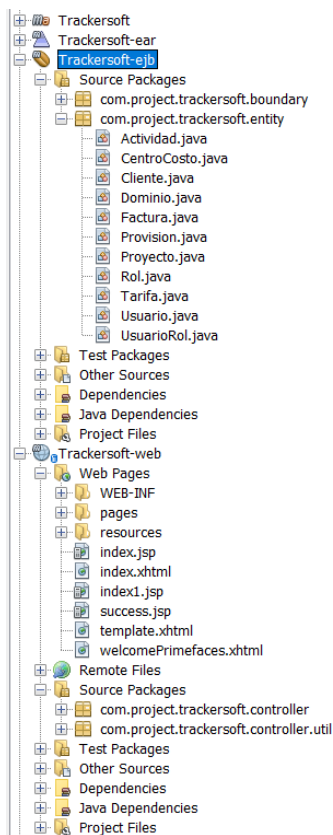 Trackersoft
Trackersoft-ear
Trackersoft-ejb
Source Packages
com.project.trackersoft.boundary
com.project.trackersoft.entity
Actividad.java
CentroCosto.java
Cliente.java
Dominio.java
Factura.java
Provision.java
Proyecto.java
Rol.java
Tarifa.java
Usuario.java
UsuarioRol.java
Test Packages
Other Sources
Dependencies
Java Dependencies
Project Files
Trackersoft-web
Web Pages
WEB-INF
pages
resources
index.jsp
index.xhtml
index1.jsp
success.jsp
template.xhtml
welcomePrimefaces.xhtml
Remote Files
Source Packages
com.project.trackersoft.controller
com.project.trackersoft.controller.util
Test Packages
Other Sources
Dependencies
Java Dependencies
Project Files